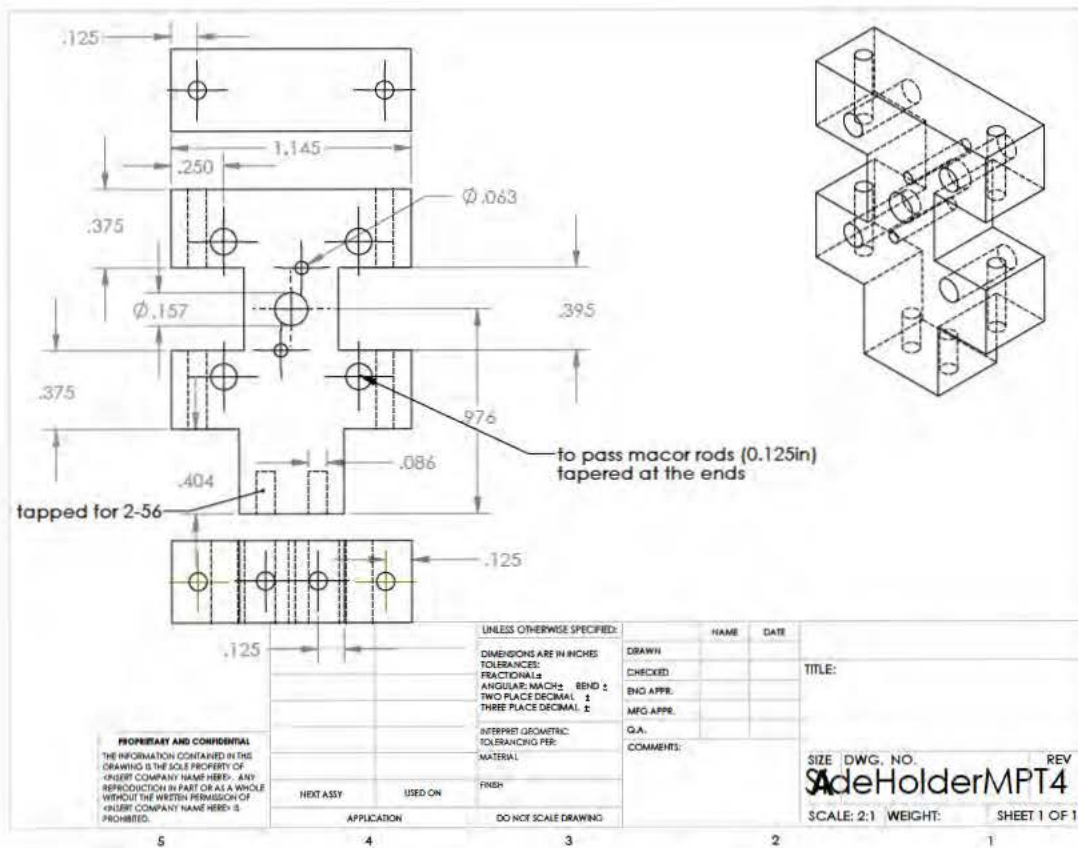 .125
1.145
.250
Ø.063
.375
Ø.157
.395
.375
.976
to pass macor rods (0.125in)
tapered at the ends
.086
.404
tapped for 2-56
.125
.125
UNLESS OTHERWISE SPECIFIED:
DIMENSIONS ARE IN INCHES
TOLERANCES:
FRACTIONAL±
ANGULAR: MACH± BEND ±
TWO PLACE DECIMAL ±
THREE PLACE DECIMAL ±
INTERPRET GEOMETRIC
TOLERANCING PER:
MATERIAL
FINISH
DO NOT SCALE DRAWING
NAME DATE
DRAWN
CHECKED
ENG APPR.
MFG APPR.
Q.A.
COMMENTS:
TITLE:
SIZE DWG. NO. REV
A
deHolderMPT4
SCALE: 2:1 WEIGHT: SHEET 1 OF 1
PROPRIETARY AND CONFIDENTIAL
THE INFORMATION CONTAINED IN THIS
DRAWING IS THE SOLE PROPERTY OF
<INSERT COMPANY NAME HERE>. ANY
REPRODUCTION IN PART OR AS A WHOLE
WITHOUT THE WRITTEN PERMISSION OF
<INSERT COMPANY NAME HERE> IS
PROHIBITED.
NEXT ASSY USED ON
APPLICATION
5 4 3 2 1